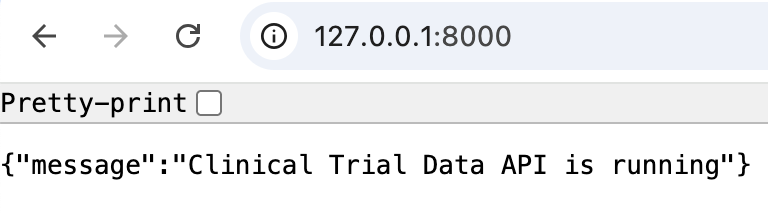 127.0.0.1:8000
Pretty-print
{"message":"Clinical Trial Data API is running"}